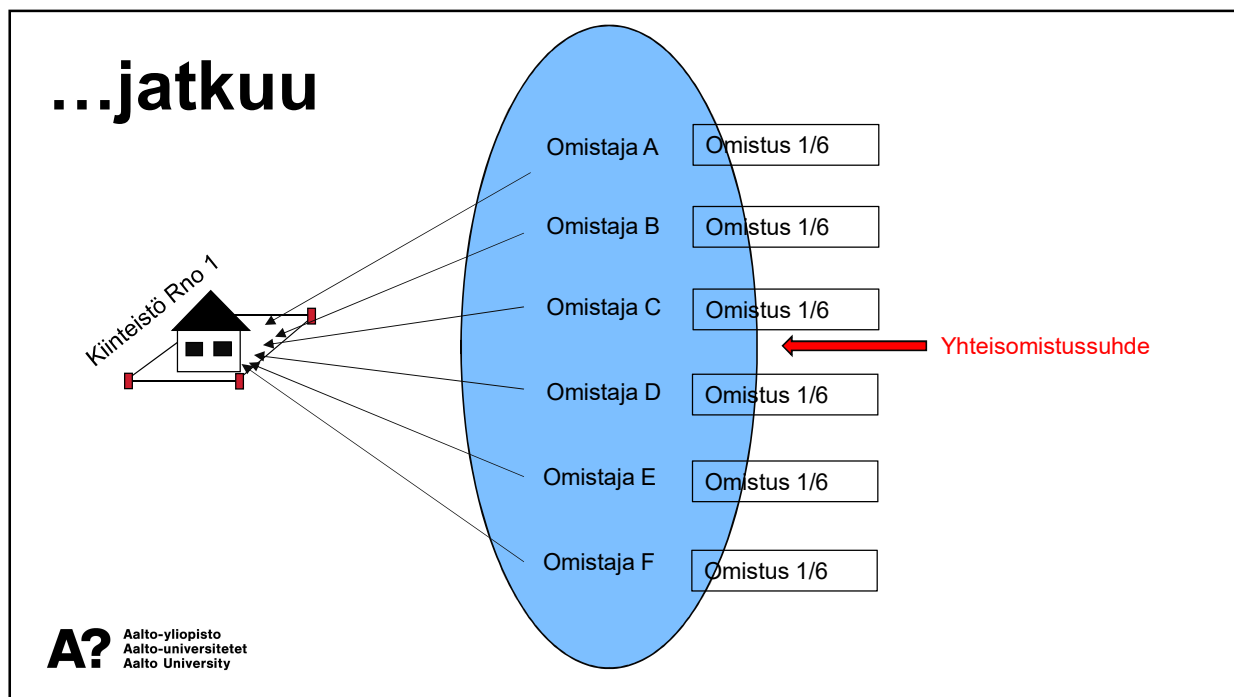 …jatkuu
Omistaja A
Omistus 1/6
Omistaja B
Omistus 1/6
Kiinteistö Rno 1
Omistaja C
Omistus 1/6
Yhteisomistussuhde
Omistaja D
Omistus 1/6
Omistaja E
Omistus 1/6
Omistaja F
Omistus 1/6
A?
Aalto-yliopisto
Aalto-universitetet
Aalto University